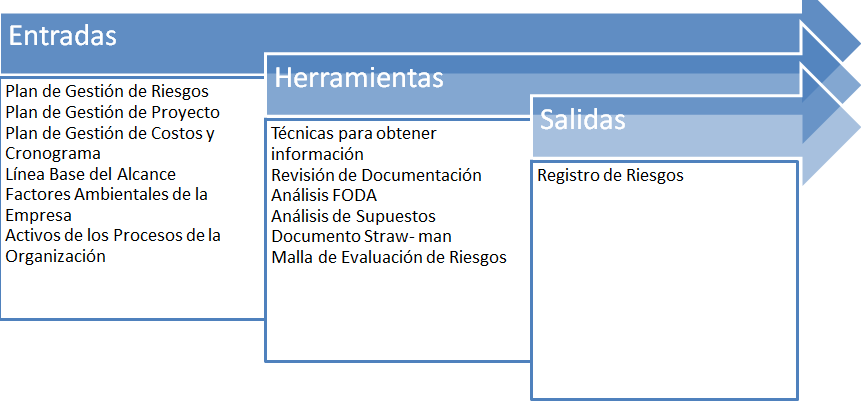 Entradas
Plan de Gestión de Riesgos
Plan de Gestión de Proyecto
Plan de Gestión de Costos y
Cronograma
Línea Base del Alcance
Factores Ambientales de la
Empresa
Activos de los Procesos de la
Organización
Herramientas
Técnicas para obtener
información
Revisión de Documentación
Análisis FODA
Análisis de Supuestos
Documento Straw- man
Malla de Evaluación de Riesgos
Salidas
Registro de Riesgos